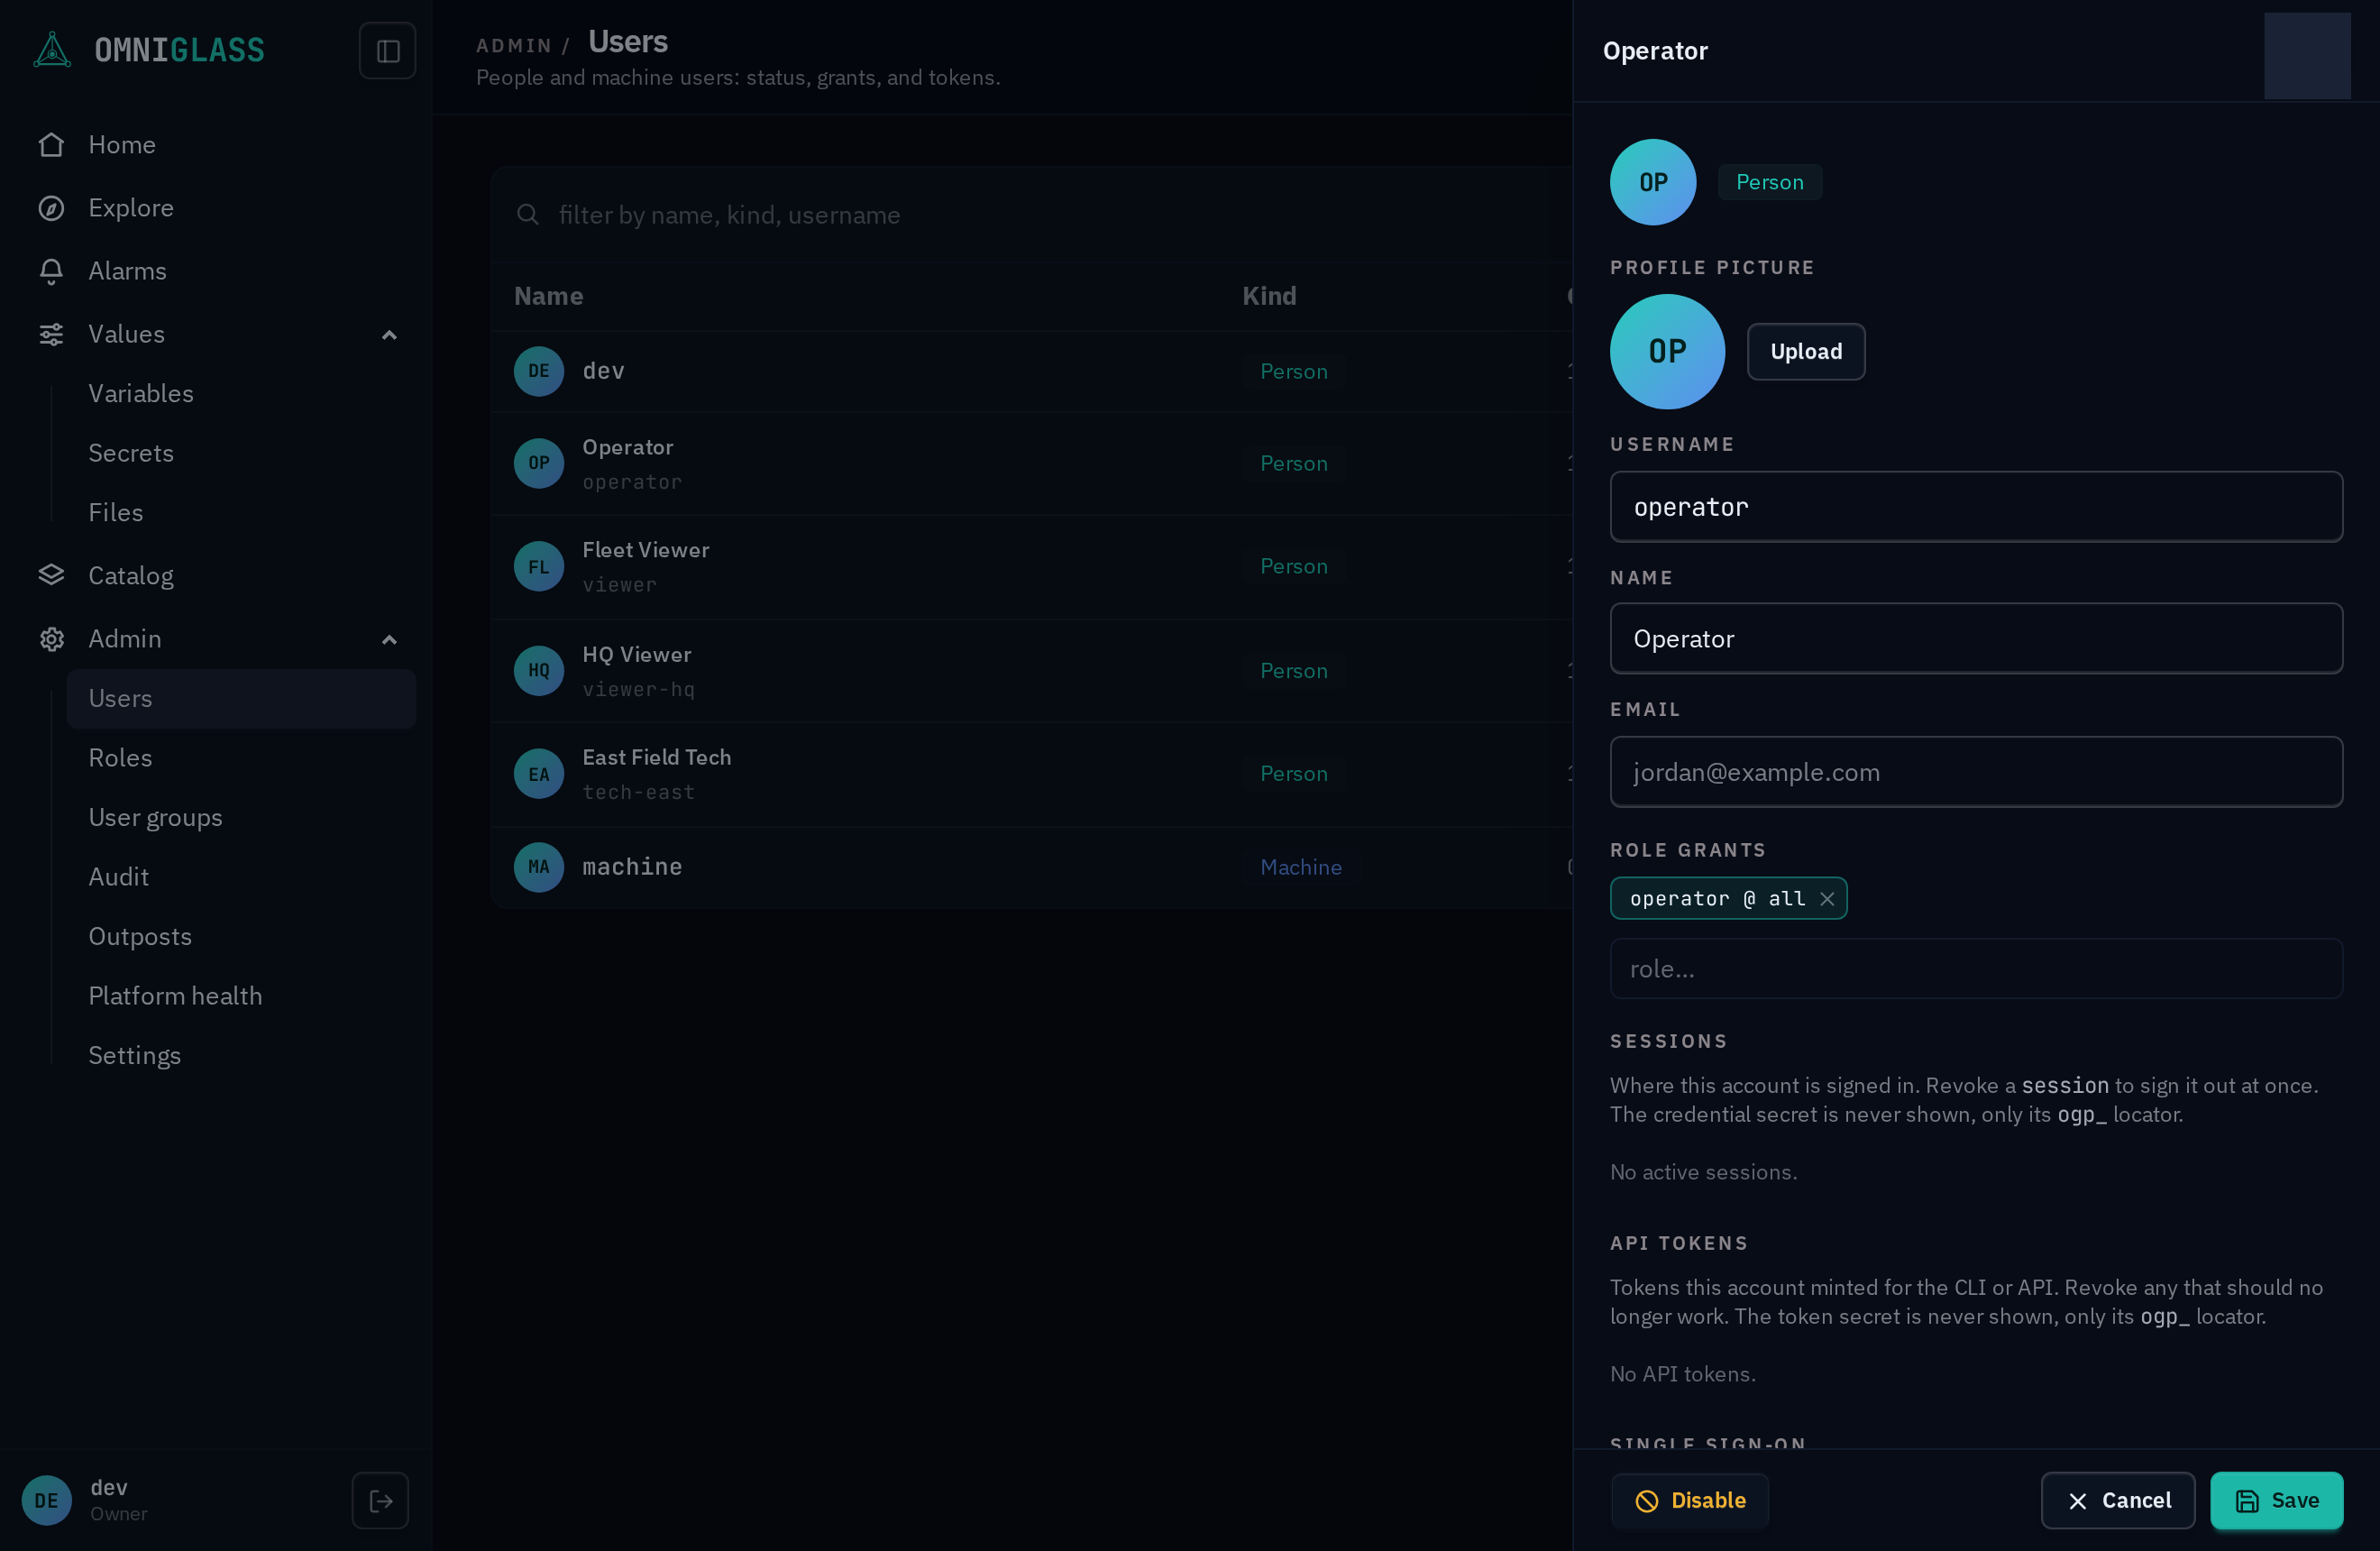 OMNIGLASS
Home
Explore
Alarms
Values
Variables
Secrets
Files
Catalog
Admin
Users
Roles
User groups
Audit
Outposts
Platform health
Settings
DE
dev
Owner
ADMIN / Users
People and machine users: status, grants, and tokens.
filter by name, kind, username
Name Kind
DE dev Person
OP Operator Person
operator
FL Fleet Viewer Person
viewer
HQ HQ Viewer Person
viewer-hq
EA East Field Tech Person
tech-east
MA machine Machine
Operator
OP Person
PROFILE PICTURE
OP Upload
USERNAME
operator
NAME
Operator
EMAIL
jordan@example.com
ROLE GRANTS
operator @ all
role...
SESSIONS
Where this account is signed in. Revoke a session to sign it out at once.
The credential secret is never shown, only its ogp_ locator.
No active sessions.
API TOKENS
Tokens this account minted for the CLI or API. Revoke any that should no
longer work. The token secret is never shown, only its ogp_ locator.
No API tokens.
SINGLE SIGN-ON
Disable Cancel Save